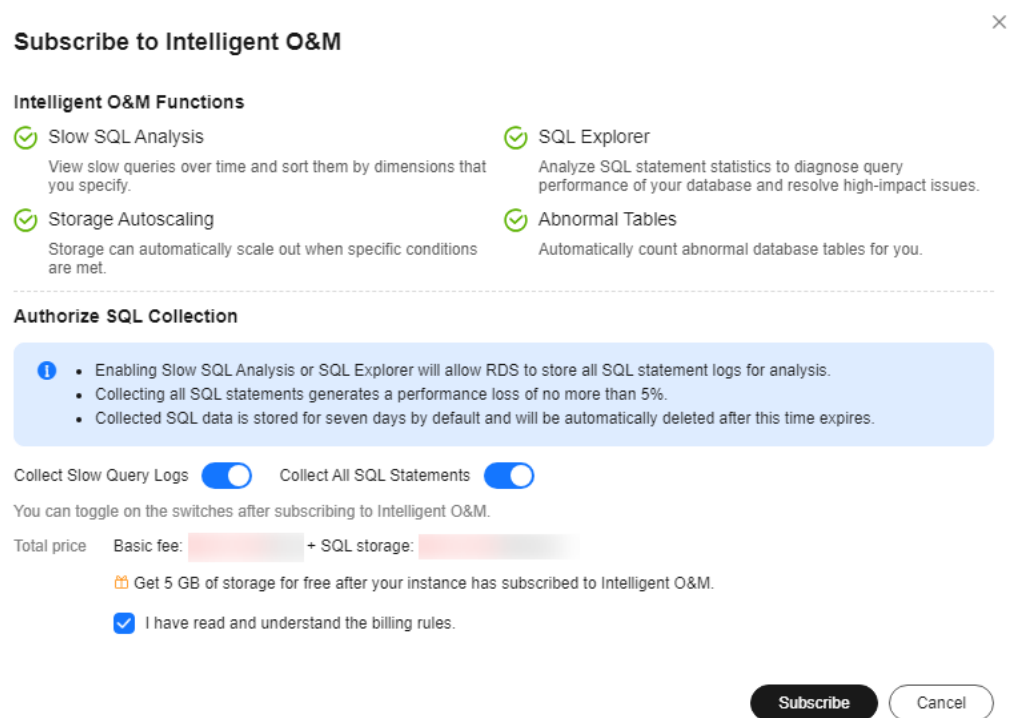 Subscribe to Intelligent O&M
Intelligent O&M Functions
Slow SQL Analysis
View slow queries over time and sort them by dimensions that
you specify.
SQL Explorer
Analyze SQL statement statistics to diagnose query
performance of your database and resolve high-impact issues.
Storage Autoscaling
Storage can automatically scale out when specific conditions
are met.
Abnormal Tables
Automatically count abnormal database tables for you.
Authorize SQL Collection
• Enabling Slow SQL Analysis or SQL Explorer will allow RDS to store all SQL statement logs for analysis.
• Collecting all SQL statements generates a performance loss of no more than 5%.
• Collected SQL data is stored for seven days by default and will be automatically deleted after this time expires.
Collect Slow Query Logs Collect All SQL Statements
You can toggle on the switches after subscribing to Intelligent O&M.
Total price Basic fee: + SQL storage:
Get 5 GB of storage for free after your instance has subscribed to Intelligent O&M.
I have read and understand the billing rules.
Subscribe Cancel